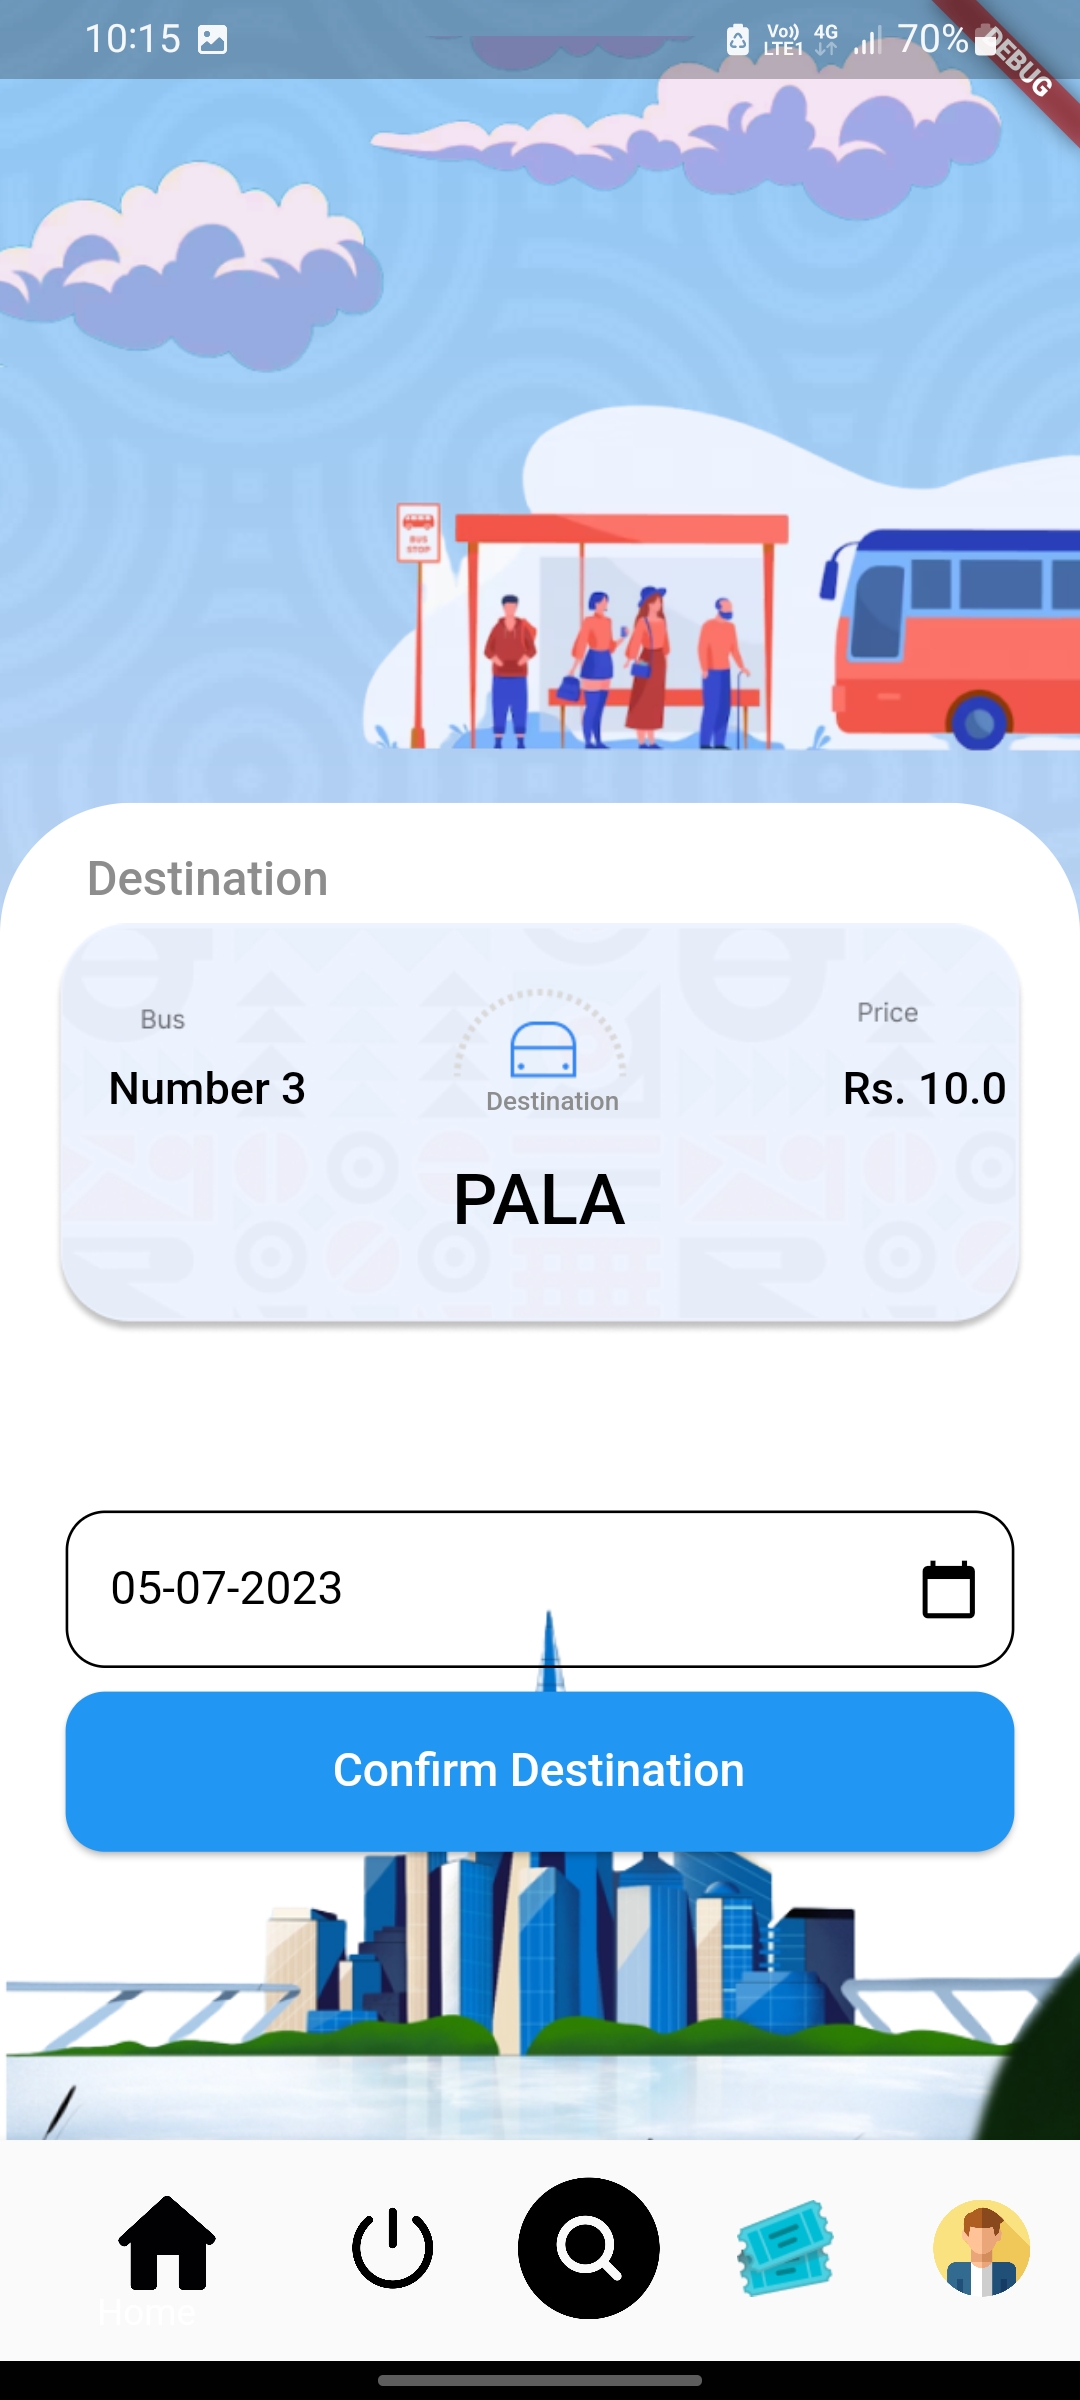 10:15
Vo)) 4G
LTE1
70%
DEBUG
BUS
STOP
Destination
Bus
Price
Number 3
Rs. 10.0
Destination
PALA
05-07-2023
Confirm Destination
Home